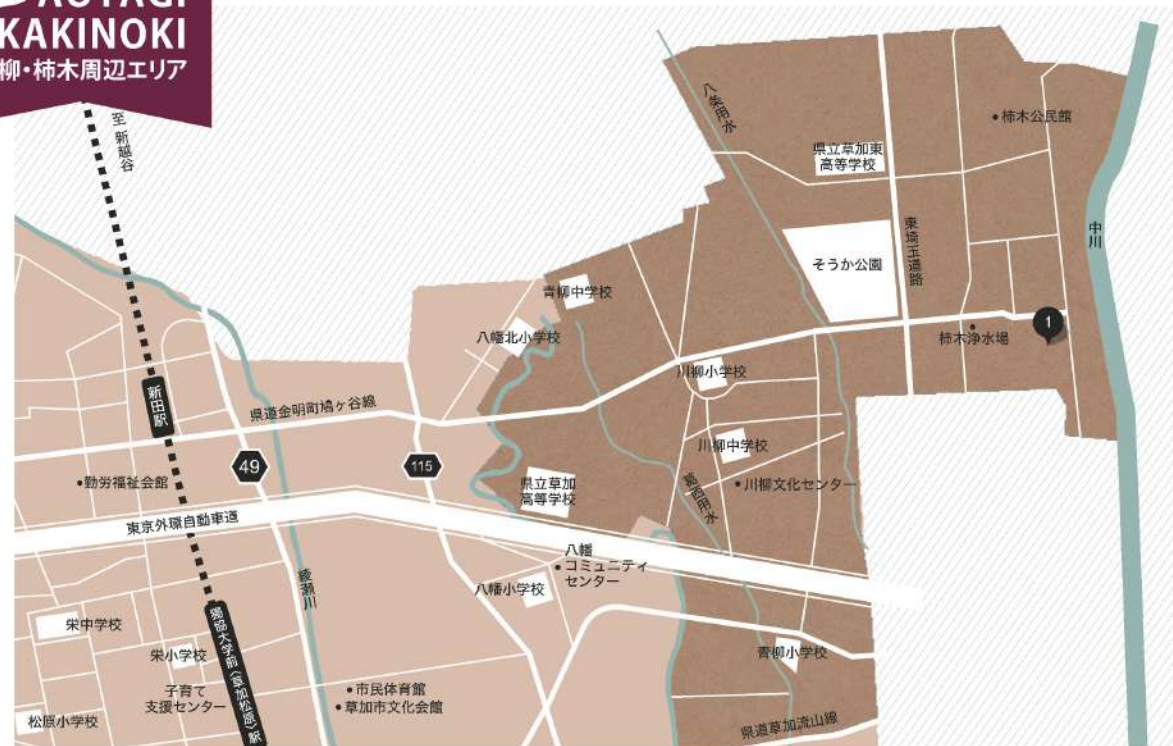 AOYAGI
KAKINOKI
柳・柿木周辺エリア
至 新越谷
八条用水
柿木公民館
県立草加東
高等学校
中川
東埼玉道路
そうか公園
青柳中学校
八幡北小学校
柿木浄水場
1
川柳小学校
新田駅
県道金明町鳩ヶ谷線
川柳中学校
49
115
勤労福祉会館
県立草加
高等学校
葛西用水
川柳文化センター
東京外環自動車道
八幡
コミュニティ
センター
綾瀬川
八幡小学校
栄中学校
獨協大学前〈草加松原〉駅
栄小学校
青柳小学校
子育て
支援センター
市民体育館
草加市文化会館
松原小学校
県道草加流山線